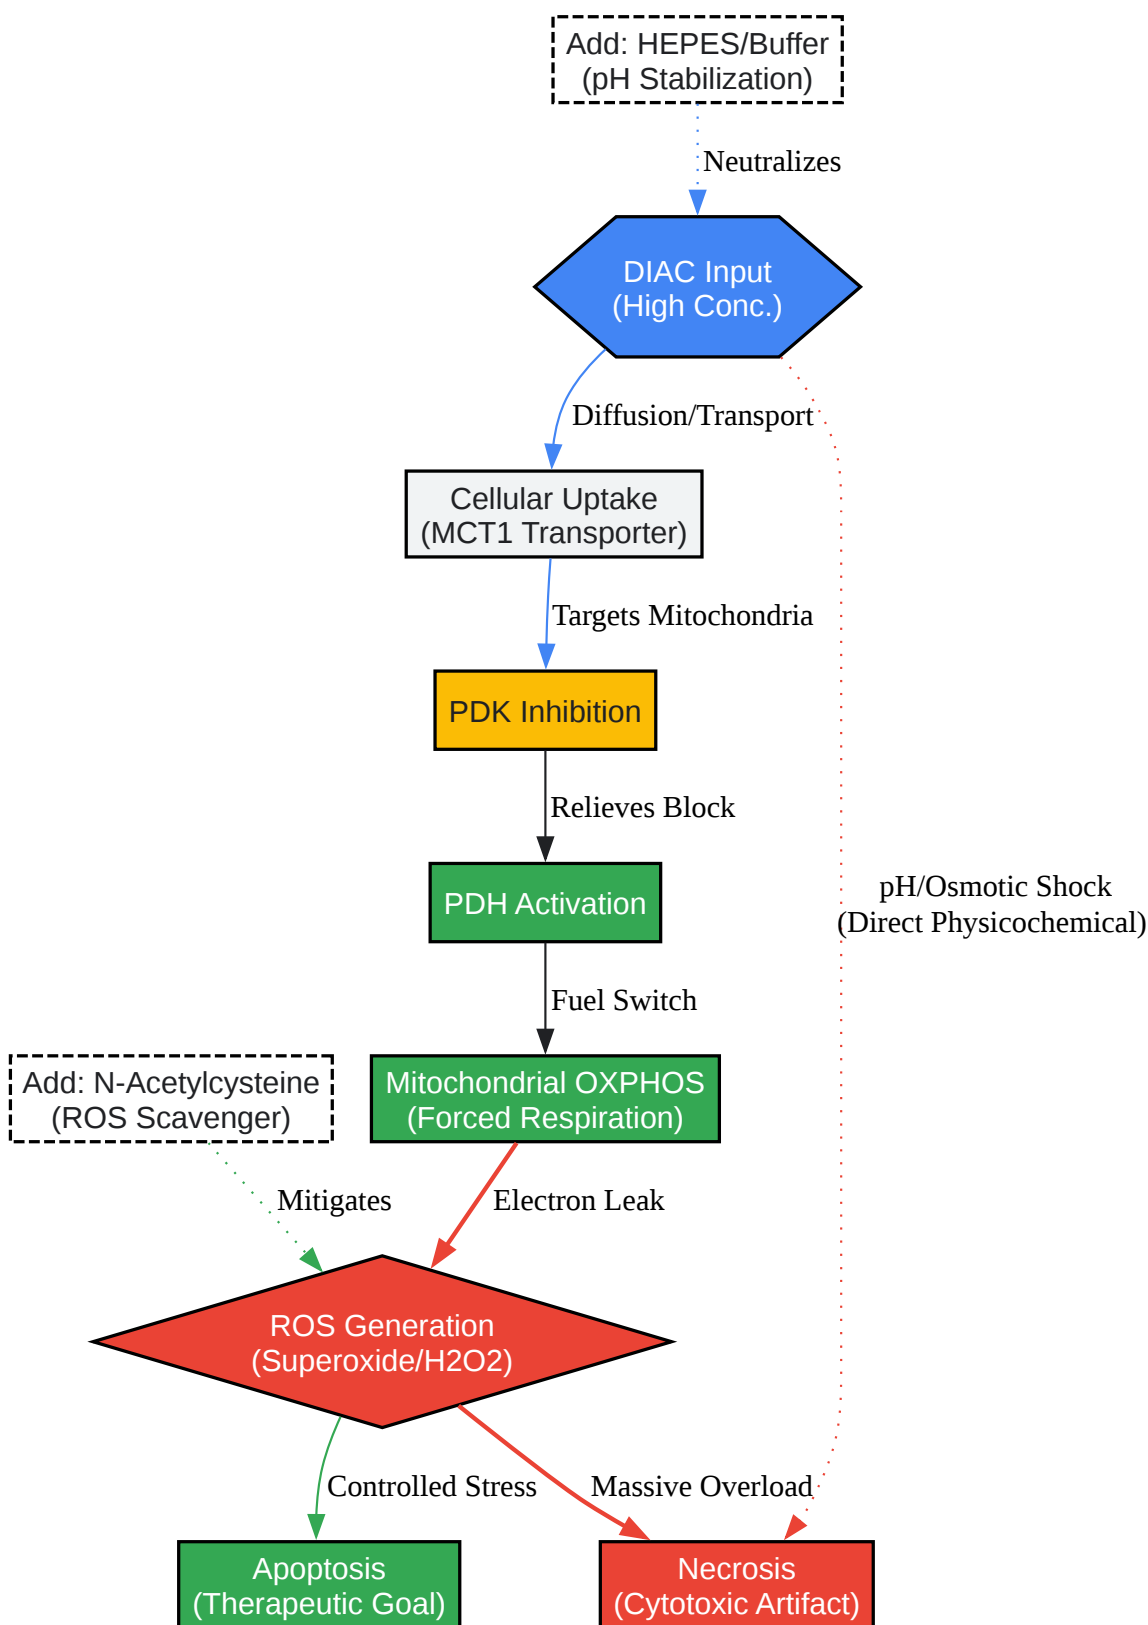 Add: HEPES/Buffer
(pH Stabilization)
Neutralizes
DIAC Input
(High Conc.)
Diffusion/Transport
Cellular Uptake
(MCT1 Transporter)
Targets Mitochondria
PDK Inhibition
Relieves Block
pH/Osmotic Shock
(Direct Physicochemical)
PDH Activation
Fuel Switch
Add: N-Acetylcysteine
(ROS Scavenger)
Mitochondrial OXPHOS
(Forced Respiration)
Mitigates
Electron Leak
ROS Generation
(Superoxide/H2O2)
Controlled Stress
Massive Overload
Apoptosis
(Therapeutic Goal)
Necrosis
(Cytotoxic Artifact)